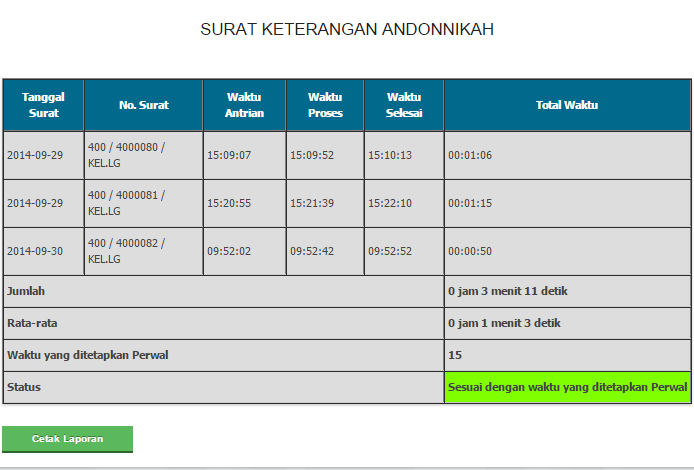 SURAT KETERANGAN ANDONNIKAH
Tanggal Surat No. Surat Waktu Antrian Waktu Proses Waktu Selesai Total Waktu
2014-09-29 400 / 4000080 / KEL.LG 15:09:07 15:09:52 15:10:13 00:01:06
2014-09-29 400 / 4000081 / KEL.LG 15:20:55 15:21:39 15:22:10 00:01:15
2014-09-30 400 / 4000082 / KEL.LG 09:52:02 09:52:42 09:52:52 00:00:50
Jumlah 0 jam 3 menit 11 detik
Rata-rata 0 jam 1 menit 3 detik
Waktu yang ditetapkan Perwal 15
Status Sesuai dengan waktu yang ditetapkan Perwal
Cetak Laporan